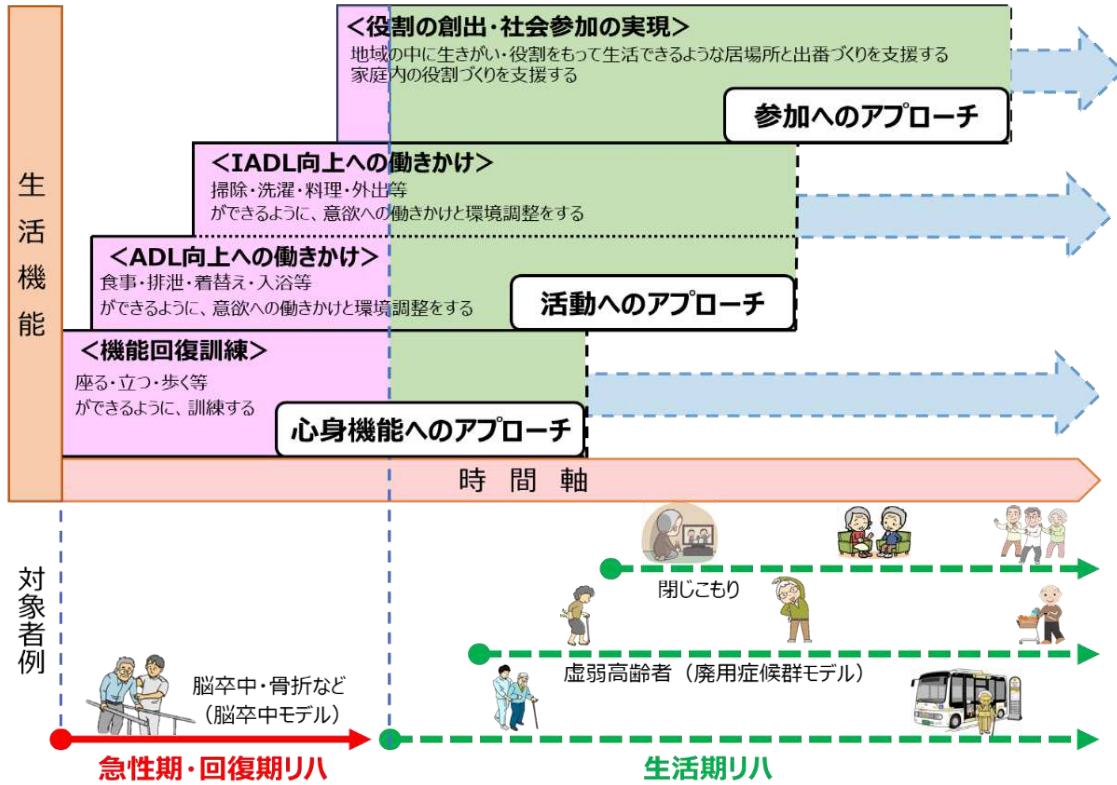 生活機能
<役割の創出・社会参加の実現>
地域の中に生きがい・役割をもって生活できるような居場所と出番づくりを支援する
家庭内の役割づくりを支援する
参加へのアプローチ
<IADL向上への働きかけ>
掃除・洗濯・料理・外出等
ができるように、意欲への働きかけと環境調整をする
<ADL向上への働きかけ>
食事・排泄・着替え・入浴等
ができるように、意欲への働きかけと環境調整をする
活動へのアプローチ
<機能回復訓練>
座る・立つ・歩く等
ができるように、訓練する
心身機能へのアプローチ
時間軸
対象者例
閉じこもり
虚弱高齢者（廃用症候群モデル）
脳卒中・骨折など
（脳卒中モデル）
急性期・回復期リハ
生活期リハ